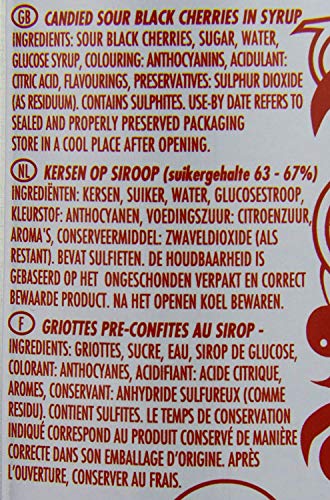 GB CANDIED SOUR BLACK CHERRIES IN SYRUP
INGREDIENTS: SOUR BLACK CHERRIES, SUGAR, WATER,
GLUCOSE SYRUP, COLOURING: ANTHOCYANINS, ACIDULANT:
CITRIC ACID, FLAVOURINGS, PRESERVATIVES: SULPHUR DIOXIDE
(AS RESIDUUM). CONTAINS SULPHITES. USE-BY DATE REFERS TO
SEALED AND PROPERLY PRESERVED PACKAGING
STORE IN A COOL PLACE AFTER OPENING.
NL KERSEN OP SIROOP (suikergehalte 63 - 67%)
INGREDIËNTEN: KERSEN, SUIKER, WATER, GLUCOSESTROOP,
KLEURSTOF: ANTHOCYANEN, VOEDINGSZUUR: CITROENZUUR,
AROMA'S, CONSERVEERMIDDEL: ZWAVELDIOXIDE (ALS
RESTANT). BEVAT SULFIETEN. DE HOUDBAARHEID IS
GEBASEERD OP HET ONGESCHONDEN VERPAKT EN CORRECT
BEWAARDE PRODUCT. NA HET OPENEN KOEL BEWAREN.
F GRIOTTES PRE-CONFITES AU SIROP -
INGREDIENTS: GRIOTTES, SUCRE, EAU, SIROP DE GLUCOSE,
COLORANT: ANTHOCYANES, ACIDIFIANT: ACIDE CITRIQUE,
AROMES, CONSERVANT: ANHYDRIDE SULFUREUX (COMME
RESIDU). CONTIENT SULFITES. LE TEMPS DE CONSERVATION
INDIQUÉ CORRESPOND AU PRODUIT CONSERVÉ DE MANIÈRE
CORRECTE DANS SON EMBALLAGE D'ORIGINE. APRÈS
L'OUVERTURE, CONSERVER AU FRAIS.